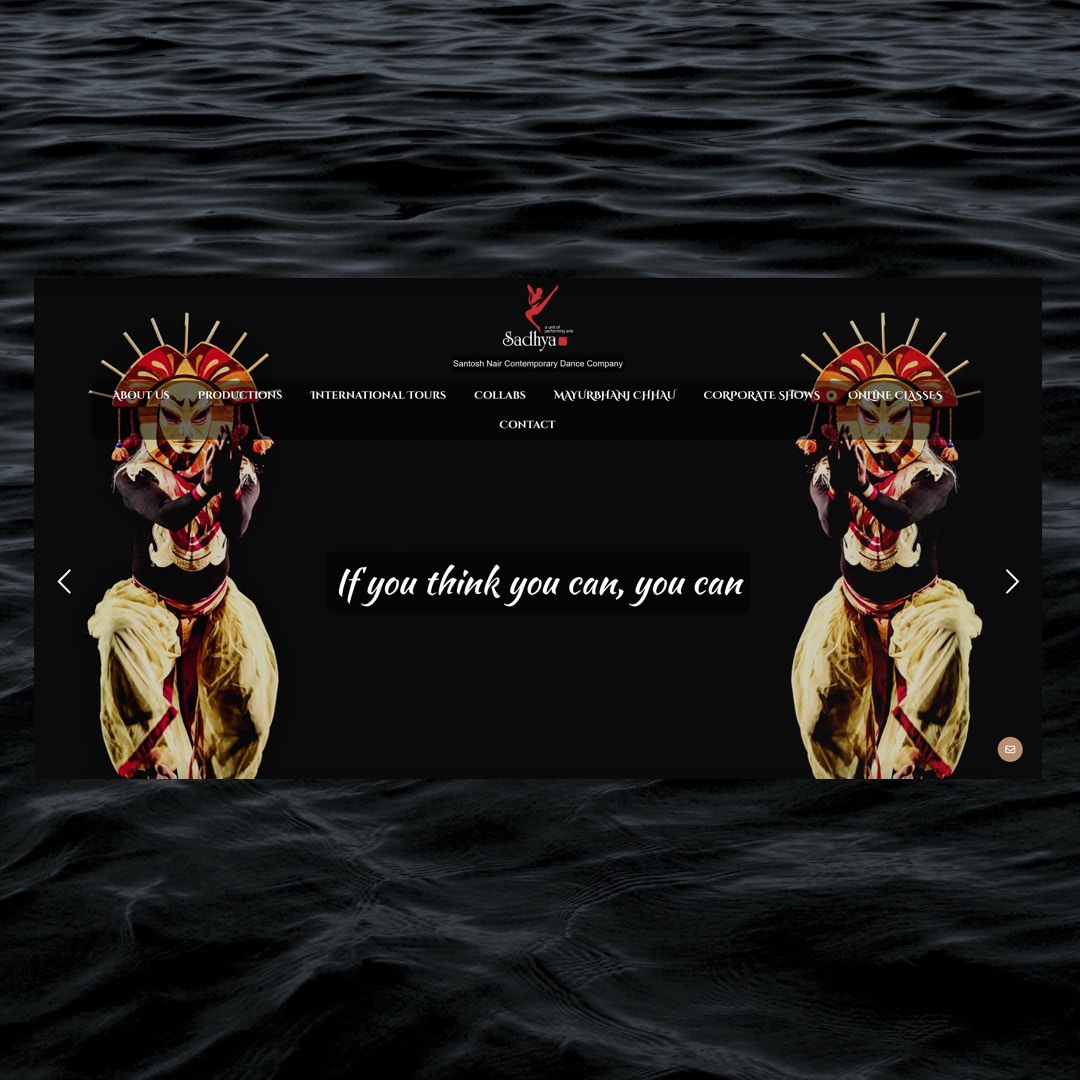 a unit of
performing arts
Sadhya
Santosh Nair Contemporary Dance Company
ABOUT US PRODUCTIONS INTERNATIONAL TOURS COLLABS MAYURBHANJ CHHAU CORPORATE SHOWS ONLINE CLASSES
CONTACT
If you think you can, you can